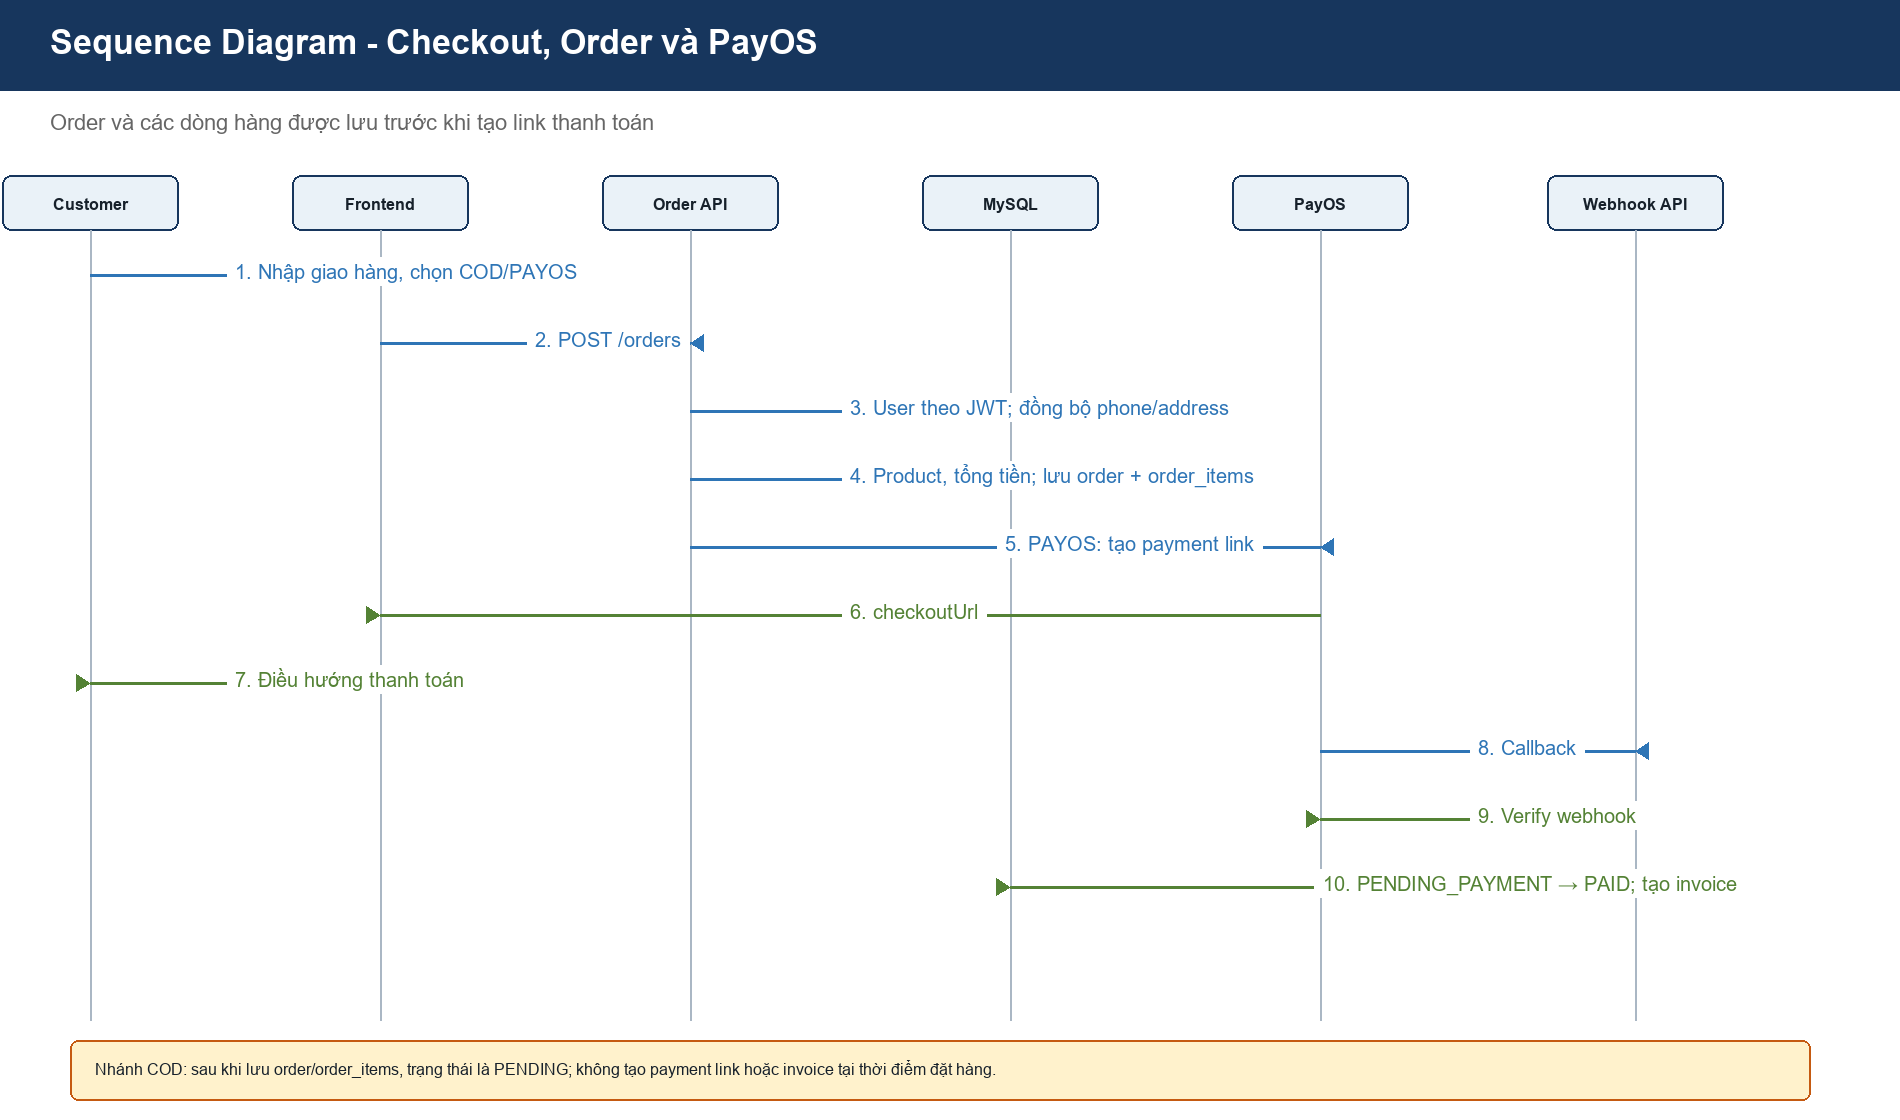 Sequence Diagram - Checkout, Order và PayOS
Order và các dòng hàng được lưu trước khi tạo link thanh toán
Customer
Frontend
Order API
MySQL
PayOS
Webhook API
1. Nhập giao hàng, chọn COD/PAYOS
2. POST /orders
3. User theo JWT; đồng bộ phone/address
4. Product, tổng tiền; lưu order + order_items
5. PAYOS: tạo payment link
6. checkoutUrl
7. Điều hướng thanh toán
8. Callback
9. Verify webhook
10. PENDING_PAYMENT → PAID; tạo invoice
Nhánh COD: sau khi lưu order/order_items, trạng thái là PENDING; không tạo payment link hoặc invoice tại thời điểm đặt hàng.